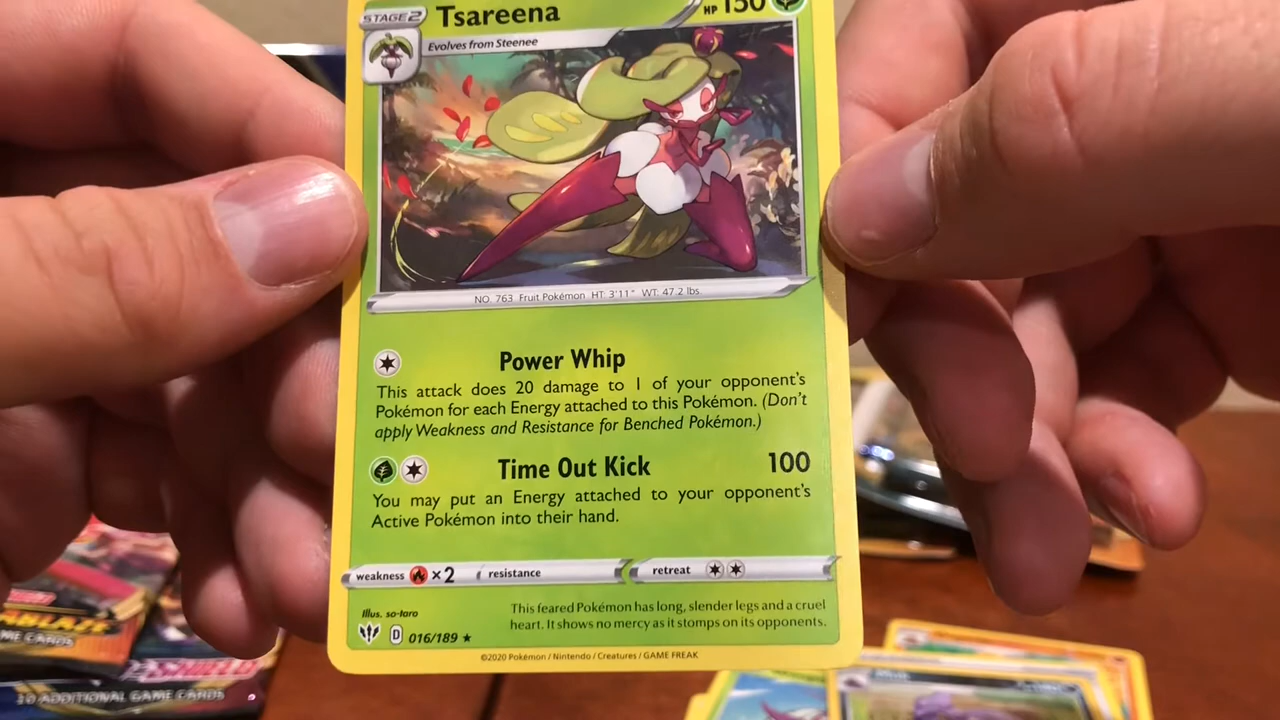 STAGE 2 Tsareena HP 150
Evolves from Steenee
NO. 763 Fruit Pokémon HT: 3'11" WT: 47.2 lbs.
Power Whip
This attack does 20 damage to 1 of your opponent's
Pokémon for each Energy attached to this Pokémon. (Don't
apply Weakness and Resistance for Benched Pokémon.)
Time Out Kick 100
You may put an Energy attached to your opponent's
Active Pokémon into their hand.
weakness ×2 resistance retreat
Illus. so-taro
This feared Pokémon has long, slender legs and a cruel
heart. It shows no mercy as it stomps on its opponents.
D 016/189 ★
©2020 Pokémon / Nintendo / Creatures / GAME FREAK
ME CARDS
SHIELD
10 ADDITIONAL GAME CARDS